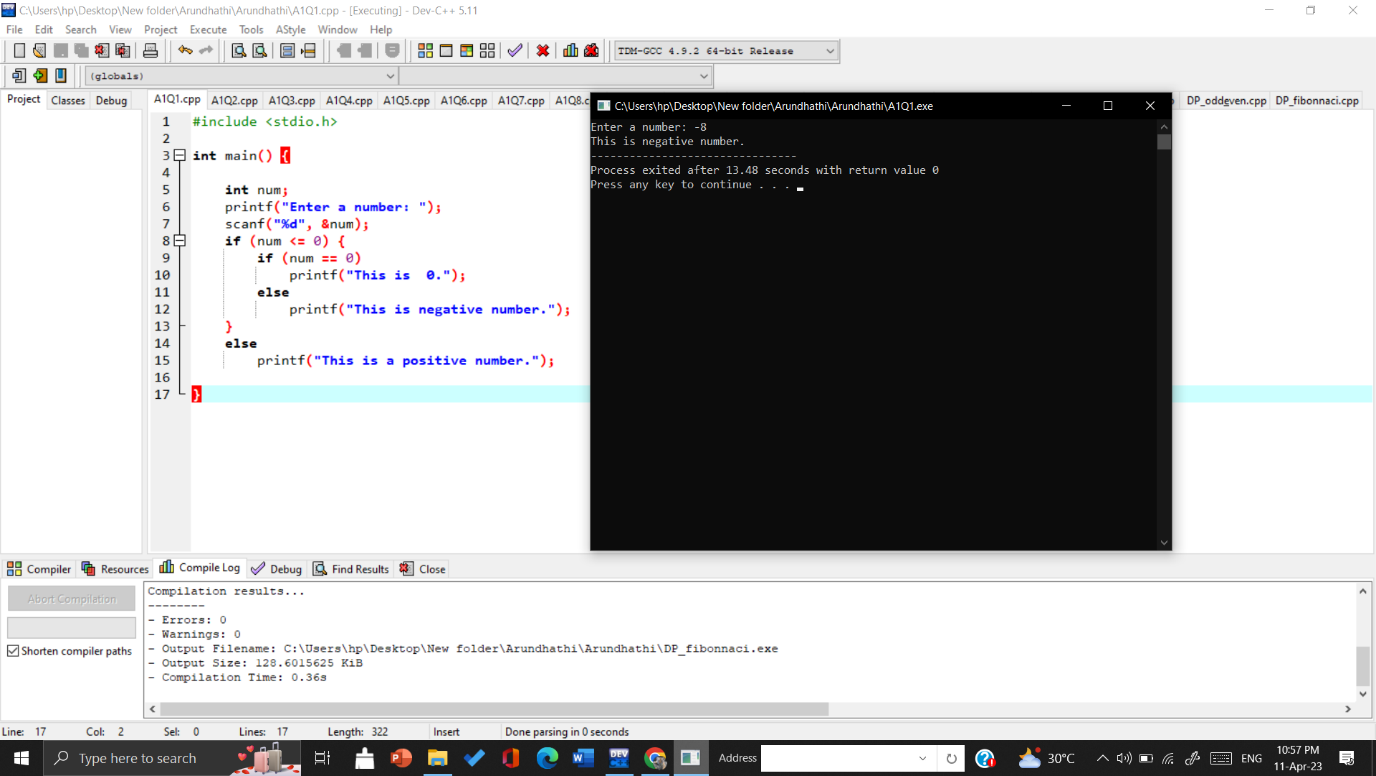 C:\Users\hp\Desktop\New folder\Arundhathi\Arundhathi\A1Q1.cpp - [Executing] - Dev-C++ 5.11
File Edit Search View Project Execute Tools AStyle Window Help
TDM-GCC 4.9.2 64-bit Release
(globals)
Project Classes Debug
A1Q1.cpp A1Q2.cpp A1Q3.cpp A1Q4.cpp A1Q5.cpp A1Q6.cpp A1Q7.cpp A1Q8.c DP_oddeven.cpp DP_fibonnaci.cpp
1 #include <stdio.h>
2
3 int main() {
4
5 int num;
6 printf("Enter a number: ");
7 scanf("%d", &num);
8 if (num <= 0) {
9 if (num == 0)
10 printf("This is  0.");
11 else
12 printf("This is negative number.");
13 }
14 else
15 printf("This is a positive number.");
16
17 }
C:\Users\hp\Desktop\New folder\Arundhathi\Arundhathi\A1Q1.exe
Enter a number: -8
This is negative number.
--------------------------------
Process exited after 13.48 seconds with return value 0
Press any key to continue . . .
Compiler Resources Compile Log Debug Find Results Close
Abort Compilation
Shorten compiler paths
Compilation results...
--------
- Errors: 0
- Warnings: 0
- Output Filename: C:\Users\hp\Desktop\New folder\Arundhathi\Arundhathi\DP_fibonnaci.exe
- Output Size: 128.6015625 KiB
- Compilation Time: 0.36s
Line: 17 Col: 2 Sel: 0 Lines: 17 Length: 322 Insert Done parsing in 0 seconds
Type here to search
DEV
Address
30°C
ENG
10:57 PM
11-Apr-23